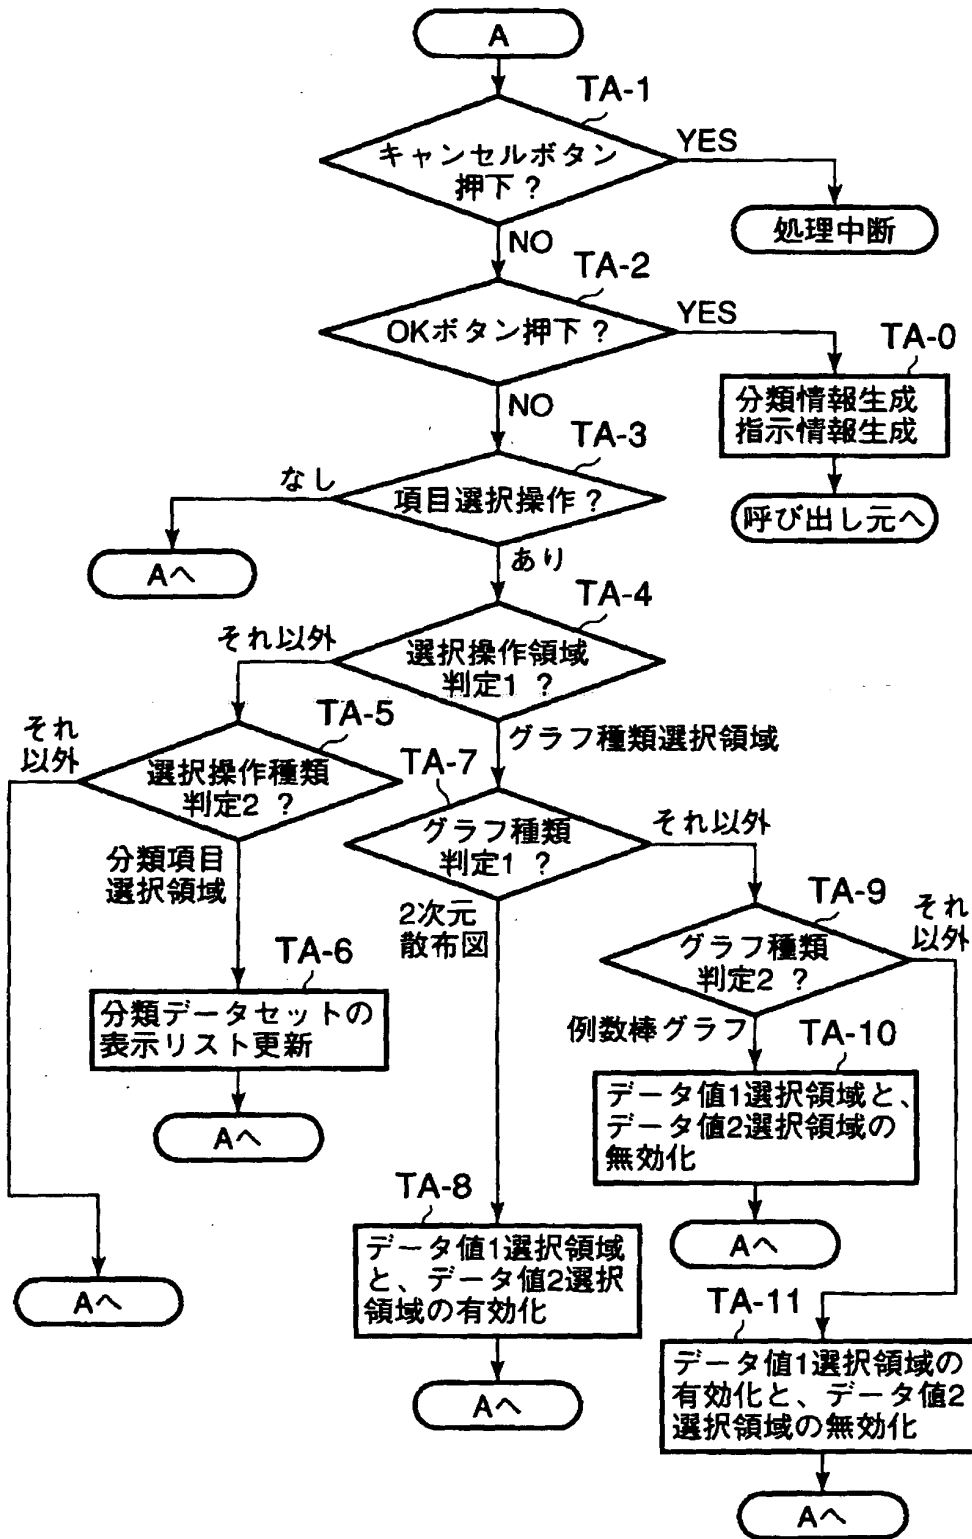 A
TA-1
キャンセルボタン
押下？
YES
処理中断
NO
TA-2
OKボタン押下？
YES
TA-0
分類情報生成
指示情報生成
呼び出し元へ
NO
TA-3
項目選択操作？
なし
Aへ
あり
TA-4
選択操作領域
判定1？
それ以外
グラフ種類選択領域
TA-5
選択操作種類
判定2？
それ
以外
分類項目
選択領域
TA-6
分類データセットの
表示リスト更新
Aへ
Aへ
TA-7
グラフ種類
判定1？
それ以外
2次元
散布図
TA-8
データ値1選択領域
と、データ値2選択
領域の有効化
Aへ
TA-9
グラフ種類
判定2？
それ
以外
例数棒グラフ
TA-10
データ値1選択領域と、
データ値2選択領域の
無効化
Aへ
TA-11
データ値1選択領域の
有効化と、データ値2
選択領域の無効化
Aへ